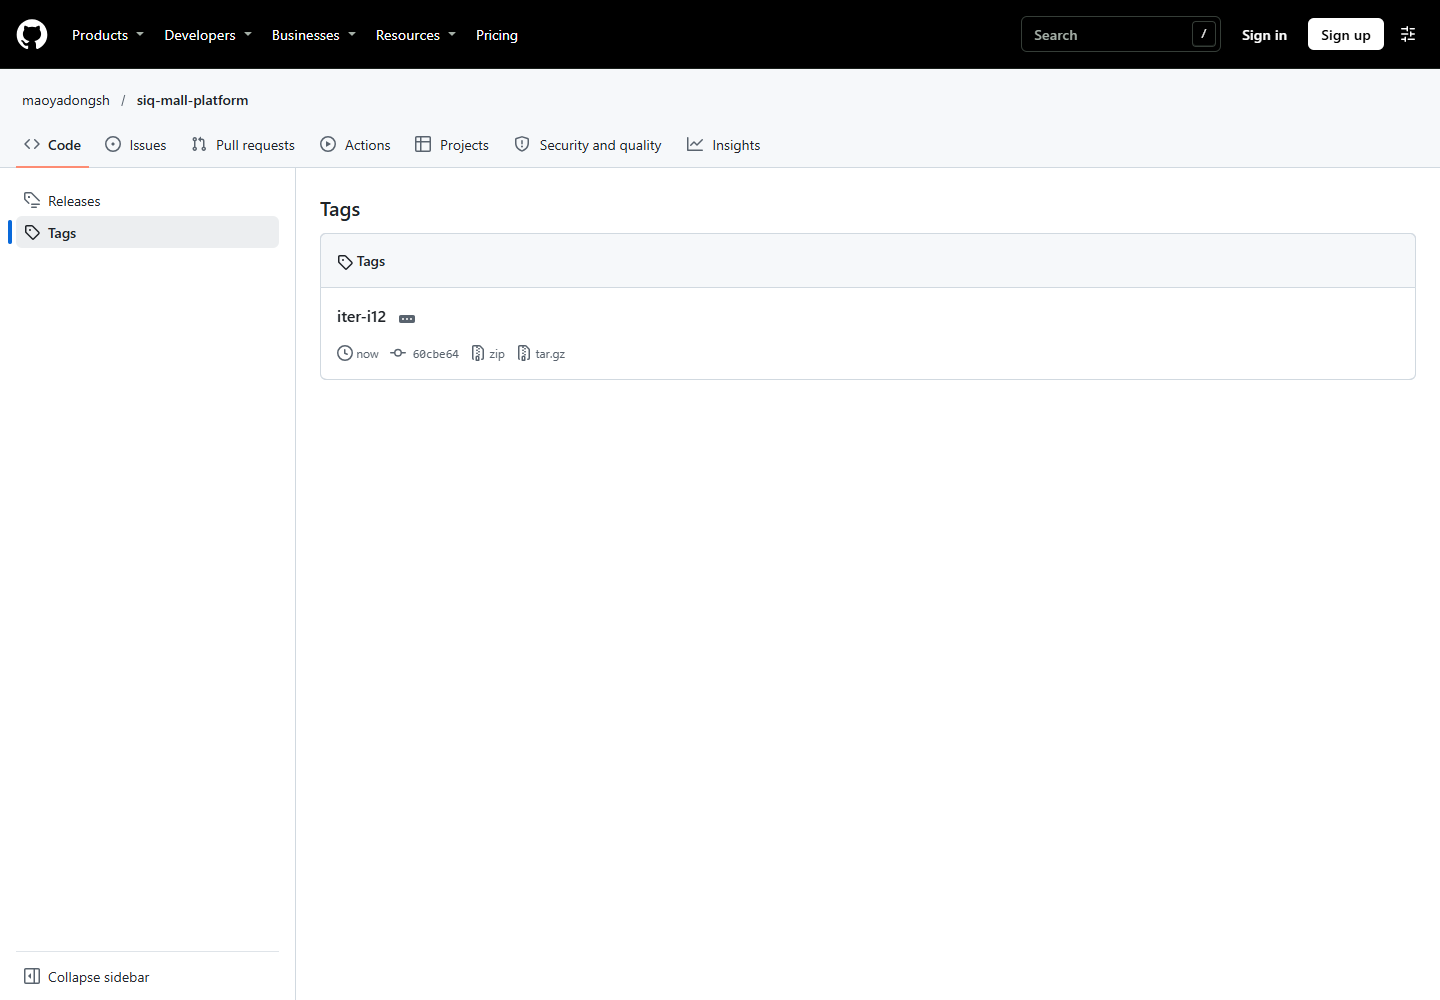 Products Developers Businesses Resources Pricing Search / Sign in Sign up
maoyadongsh / siq-mall-platform
Code Issues Pull requests Actions Projects Security and quality Insights
Releases
Tags
Tags
Tags
iter-i12
now 60cbe64 zip tar.gz
Collapse sidebar